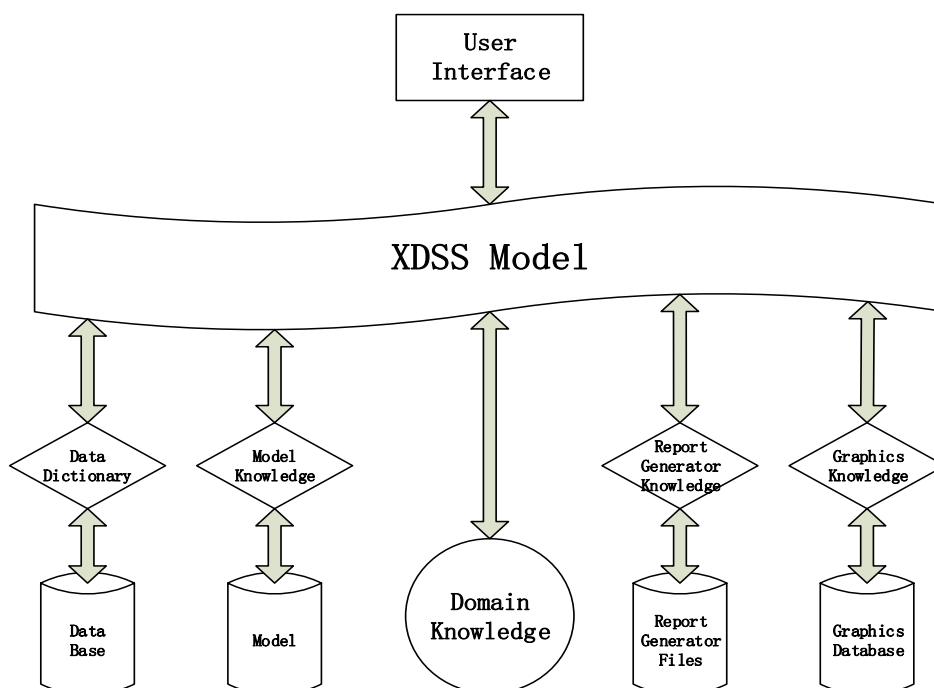 User
Interface
XDSS Model
Data
Dictionary
Model
Knowledge
Report
Generator
Knowledge
Graphics
Knowledge
Data
Base
Model
Domain
Knowledge
Report
Generator
Files
Graphics
Database